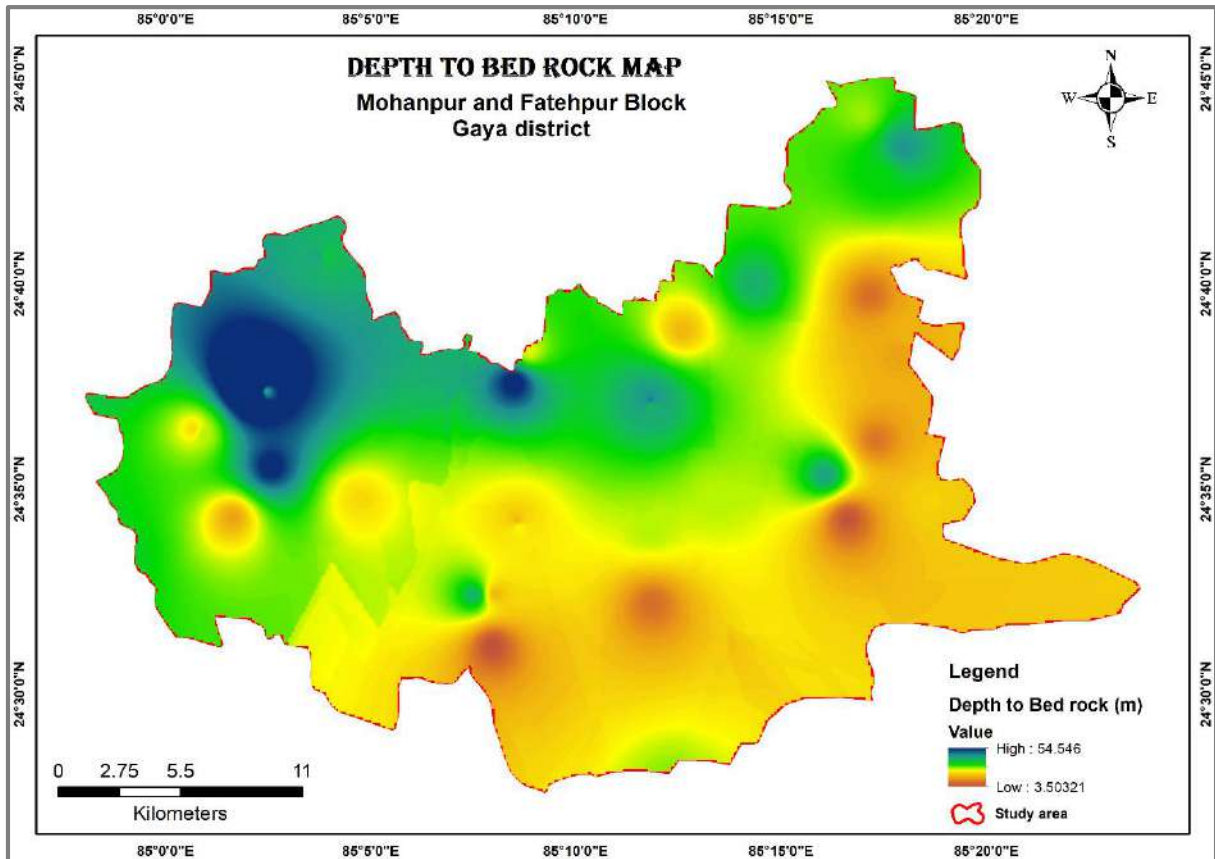 85°0'0"E 85°5'0"E 85°10'0"E 85°15'0"E 85°20'0"E
DEPTH TO BED ROCK MAP
Mohanpur and Fatehpur Block
Gaya district
N
W E
S
24°45'0"N 24°45'0"N
24°40'0"N 24°40'0"N
24°35'0"N 24°35'0"N
24°30'0"N 24°30'0"N
Legend
Depth to Bed rock (m)
Value
High : 54.546
Low : 3.50321
Study area
0 2.75 5.5 11
Kilometers
85°0'0"E 85°5'0"E 85°10'0"E 85°15'0"E 85°20'0"E